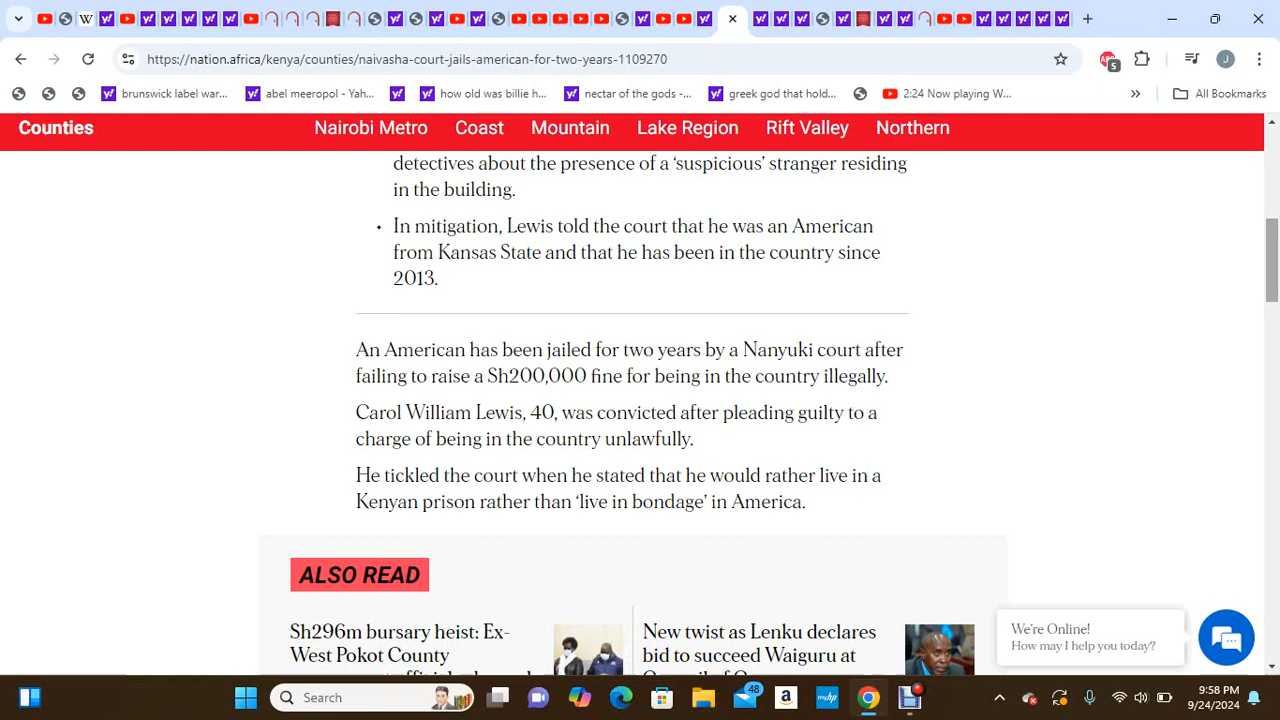 https://nation.africa/kenya/counties/naivasha-court-jails-american-for-two-years-1109270
5
J
brunswick label war...
abel meeropol - Yah...
how old was billie h...
nectar of the gods -...
greek god that hold...
2:24 Now playing W...
All Bookmarks
Counties
Nairobi Metro
Coast
Mountain
Lake Region
Rift Valley
Northern
detectives about the presence of a ‘suspicious’ stranger residing
in the building.
In mitigation, Lewis told the court that he was an American
from Kansas State and that he has been in the country since
2013.
An American has been jailed for two years by a Nanyuki court after
failing to raise a Sh200,000 fine for being in the country illegally.
Carol William Lewis, 40, was convicted after pleading guilty to a
charge of being in the country unlawfully.
He tickled the court when he stated that he would rather live in a
Kenyan prison rather than ‘live in bondage’ in America.
ALSO READ
Sh296m bursary heist: Ex-
West Pokot County
New twist as Lenku declares
bid to succeed Waiguru at
We're Online!
How may I help you today?
Search
48
9:58 PM
9/24/2024